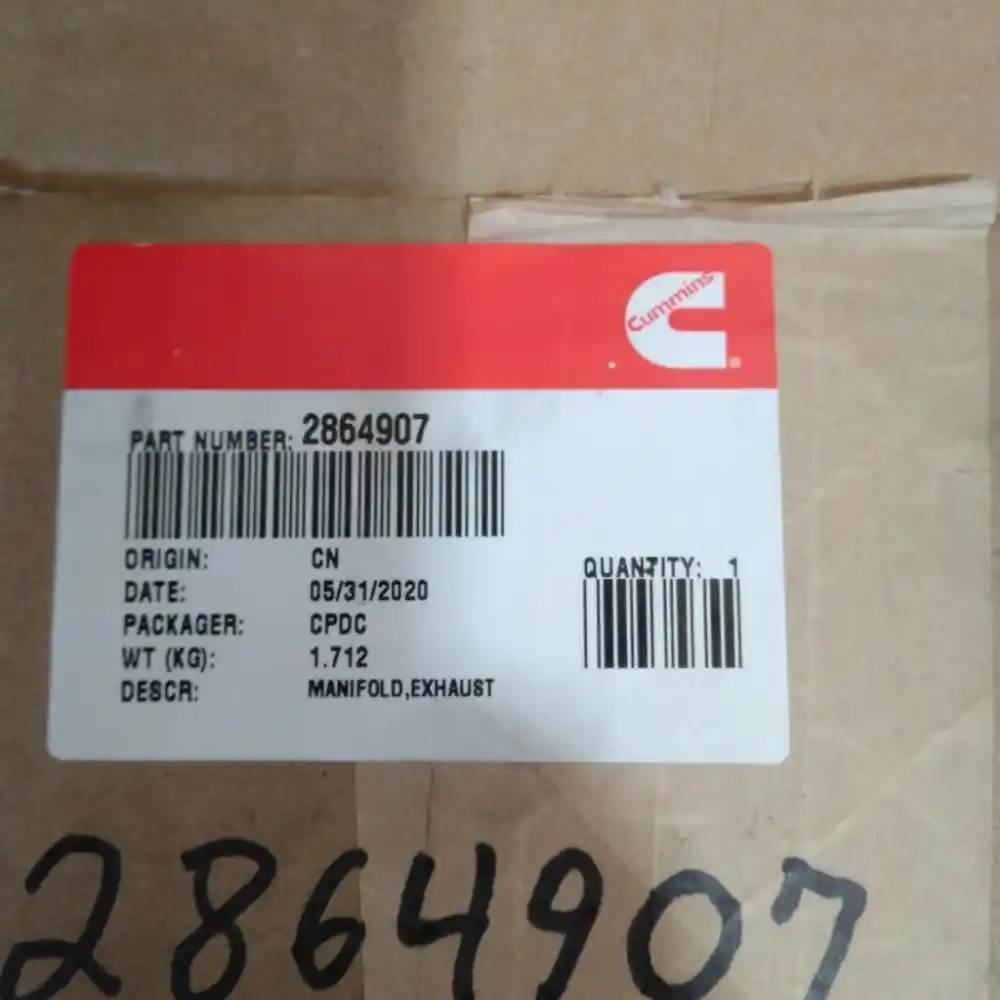 Cummins
PART NUMBER: 2864907
ORIGIN: CN
DATE: 05/31/2020
PACKAGER: CPDC
WT (KG): 1.712
DESCR: MANIFOLD,EXHAUST
QUANTITY: 1
2864907